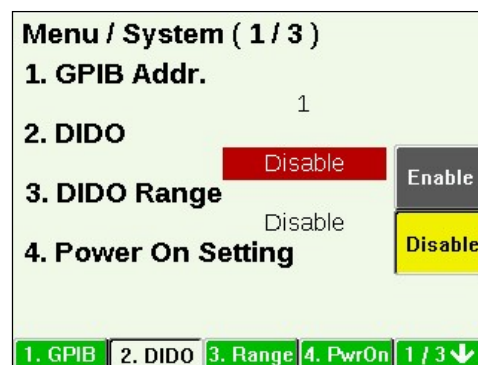 Menu / System ( 1 / 3 )
1. GPIB Addr.
1
2. DIDO
Disable
Enable
3. DIDO Range
Disable
Disable
4. Power On Setting
1. GPIB 2. DIDO 3. Range 4. PwrOn 1 / 3